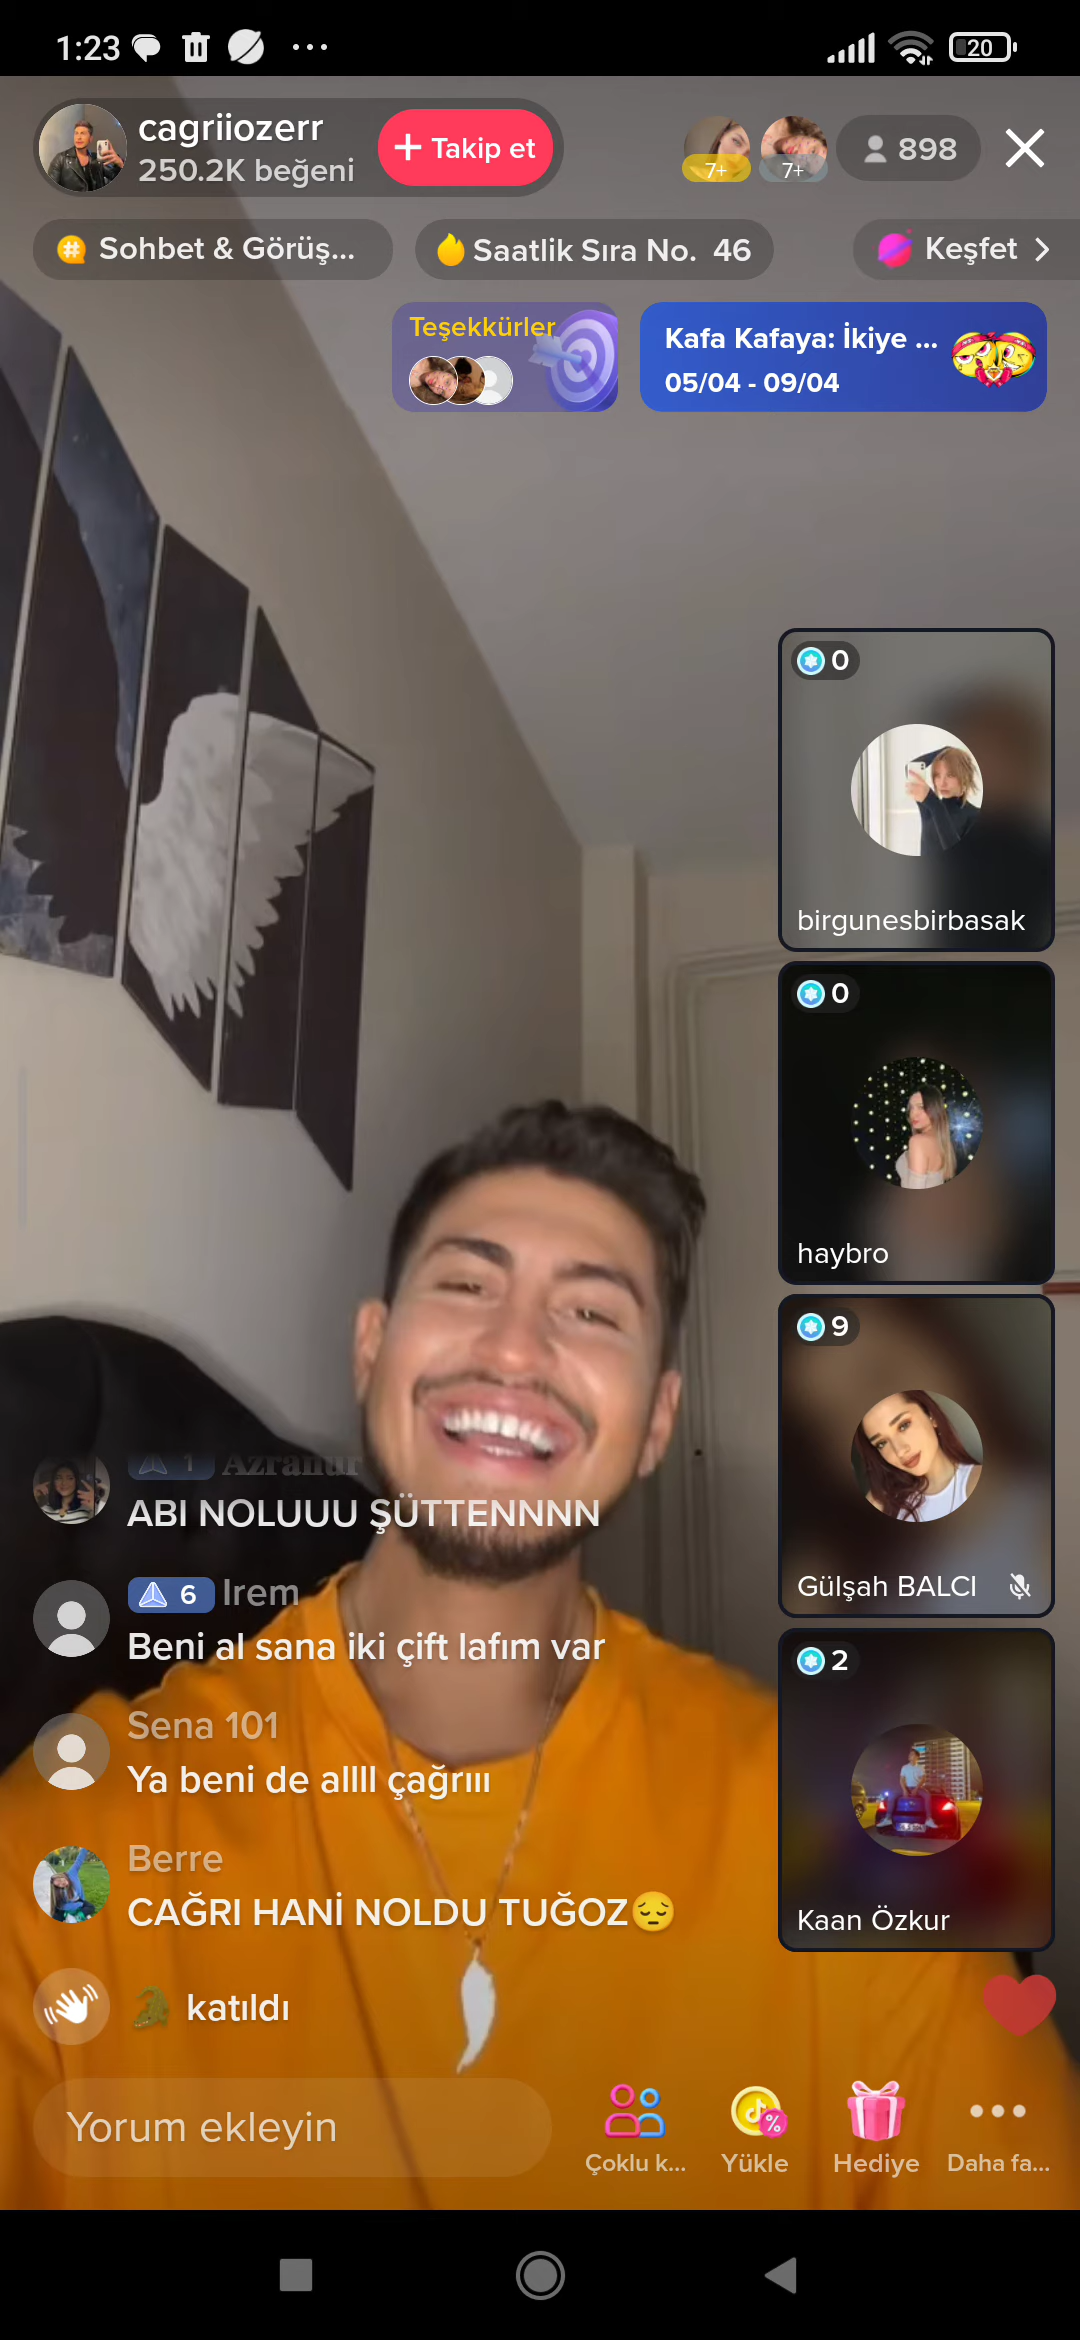 1:23
20
cagriiozerr
250.2K beğeni
+ Takip et
7+
7+
898
Sohbet & Görüş...
Saatlik Sıra No. 46
Keşfet
Teşekkürler
Kafa Kafaya: İkiye ...
05/04 - 09/04
0
birgunesbirbasak
0
haybro
9
Gülşah BALCI
2
Kaan Özkur
1 Azranur
ABI NOLUUU ŞÜTTENNNN
6 Irem
Beni al sana iki çift lafım var
Sena 101
Ya beni de allll çağrııı
Berre
CAĞRI HANİ NOLDU TUĞOZ😔
🐊 katıldı
Yorum ekleyin
Çoklu k...
Yükle
Hediye
Daha fa...